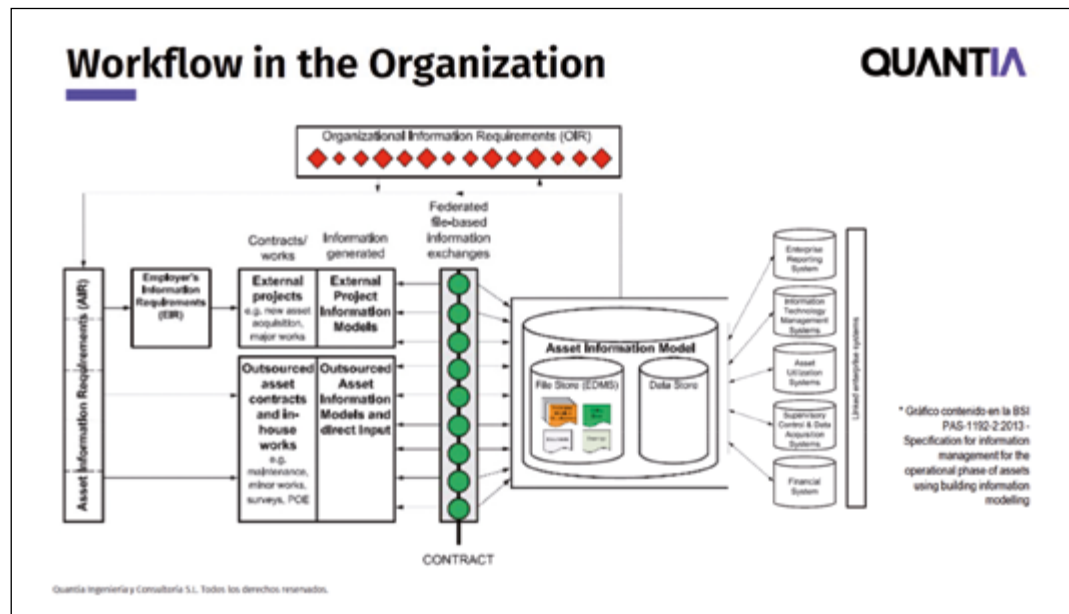 Workflow in the Organization
QUANTIA
Organizational Information Requirements (OIR)
Contracts/
works
Information
generated
Federated
file-based
information
exchanges
Asset Information Requirements (AIR)
Employer's
Information
Requirements
(EIR)
External
projects
e.g. new asset
acquisition,
major works
External
Project
Information
Models
Outsourced
asset
contracts
and in-
house works
e.g.
maintenance,
minor works,
surveys, POE
Outsourced
Asset
Information
Models and
direct Input
CONTRACT
Asset Information Model
File Store (EDMS)
Data Store
Enterprise
Reporting
System
Information
Technology
Management
Systems
Asset
Utilization
Systems
Supervisory
Control & Data
Acquisition Systems
Financial
System
Linked enterprise systems
* Gráfico contenido en la BSI
PAS-1192-2:2013 -
Specification for information
management for the
operational phase of assets
using building information
modelling
Quantia Ingeniería y Consultoría S.L. Todos los derechos reservados.